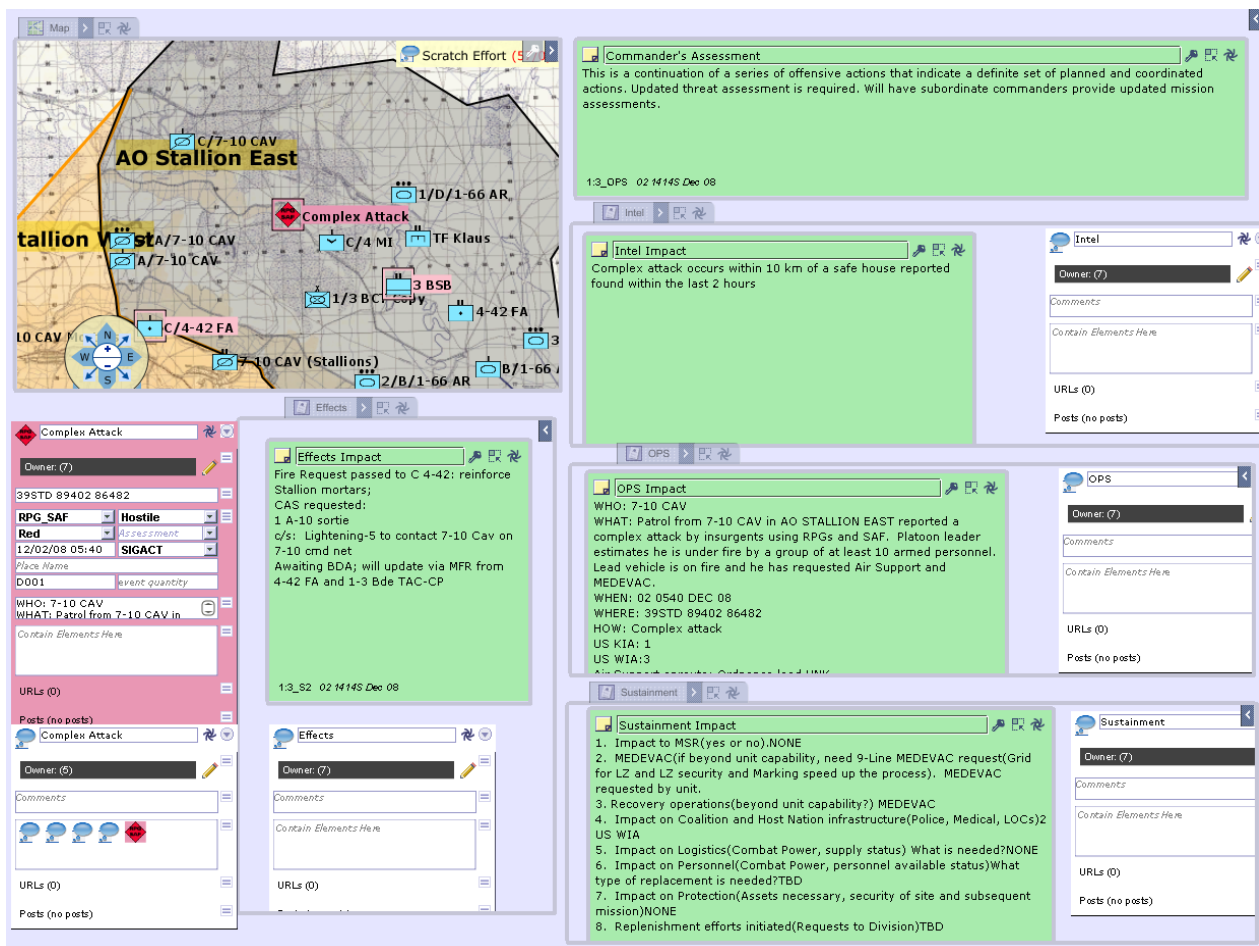 Map
Scratch Effort (5
C/7-10 CAV
AO Stallion East
1/D/1-66 AR
Complex Attack
tallion W st
A/7-10 CAV
C/4 MI
TF Klaus
A/7-10 CAV
3 BSB
1/3 BCT Copy
4-42 FA
C/4-42 FA
10 CAV
N
W
E
S
7-10 CAV (Stallions)
3
B/1-66
2/B/1-66 AR
Commander's Assessment
This is a continuation of a series of offensive actions that indicate a definite set of planned and coordinated
actions. Updated threat assessment is required. Will have subordinate commanders provide updated mission
assessments.
1:3_OPS 02 1414S Dec 08
Intel
Intel Impact
Complex attack occurs within 10 km of a safe house reported
found within the last 2 hours
Intel
Owner: (7)
Comments
Contain Elements Here
URLs (0)
Posts (no posts)
Complex Attack
Owner: (7)
39STD 89402 86482
RPG_SAF
Hostile
Red
Assessment
12/02/08 05:40
SIGACT
Place Name
D001
event quantity
WHO: 7-10 CAV
WHAT: Patrol from 7-10 CAV in
Contain Elements Here
URLs (0)
Posts (no posts)
Effects
Effects Impact
Fire Request passed to C 4-42: reinforce
Stallion mortars;
CAS requested:
1 A-10 sortie
c/s: Lightening-5 to contact 7-10 Cav on
7-10 cmd net
Awaiting BDA; will update via MFR from
4-42 FA and 1-3 Bde TAC-CP
1:3_S2 02 1414S Dec 08
OPS
OPS Impact
WHO: 7-10 CAV
WHAT: Patrol from 7-10 CAV in AO STALLION EAST reported a
complex attack by insurgents using RPGs and SAF. Platoon leader
estimates he is under fire by a group of at least 10 armed personnel.
Lead vehicle is on fire and he has requested Air Support and
MEDEVAC.
WHEN: 02 0540 DEC 08
WHERE: 39STD 89402 86482
HOW: Complex attack
US KIA: 1
US WIA:3
Air Support enroute; Ordnance load UNK
OPS
Owner: (7)
Comments
Contain Elements Here
URLs (0)
Posts (no posts)
Complex Attack
Owner: (5)
Comments
URLs (0)
Posts (no posts)
Effects
Owner: (7)
Comments
Contain Elements Here
URLs (0)
Sustainment
Sustainment Impact
1. Impact to MSR(yes or no).NONE
2. MEDEVAC(if beyond unit capability, need 9-Line MEDEVAC request(Grid
for LZ and LZ security and Marking speed up the process). MEDEVAC
requested by unit.
3. Recovery operations(beyond unit capability?) MEDEVAC
4. Impact on Coalition and Host Nation infrastructure(Police, Medical, LOCs)2
US WIA
5. Impact on Logistics(Combat Power, supply status) What is needed?NONE
6. Impact on Personnel(Combat Power, personnel available status)What
type of replacement is needed?TBD
7. Impact on Protection(Assets necessary, security of site and subsequent
mission)NONE
8. Replenishment efforts initiated(Requests to Division)TBD
Sustainment
Owner: (7)
Comments
Contain Elements Here
URLs (0)
Posts (no posts)